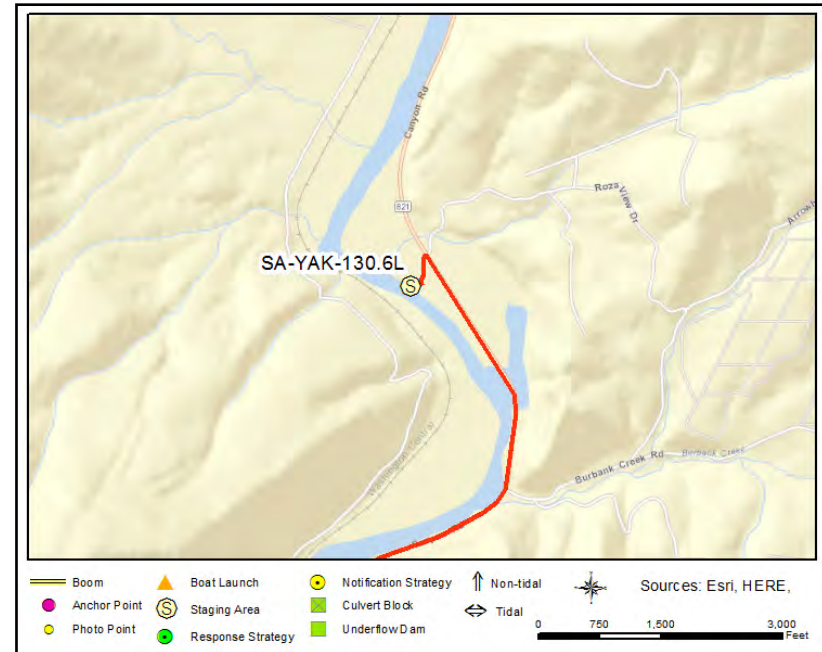 Canyon Rd
821
Roza View Dr
SA-YAK-130.6L
S
Washington Central
Burbank Creek Rd
Burbank Creek
Boom
Boat Launch
Notification Strategy
Non-tidal
Sources: Esri, HERE,
Anchor Point
S
Staging Area
Culvert Block
Tidal
Photo Point
Response Strategy
Underflow Dam
0 750 1,500 3,000
Feet